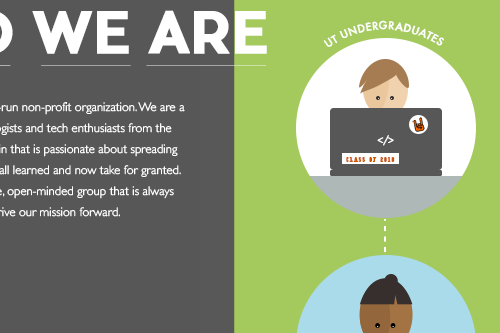 O WE ARE
-run non-profit organization. We are a
gists and tech enthusiasts from the
in that is passionate about spreading
all learned and now take for granted.
e, open-minded group that is always
rive our mission forward.
UT UNDERGRADUATES
</>
CLASS OF 2018